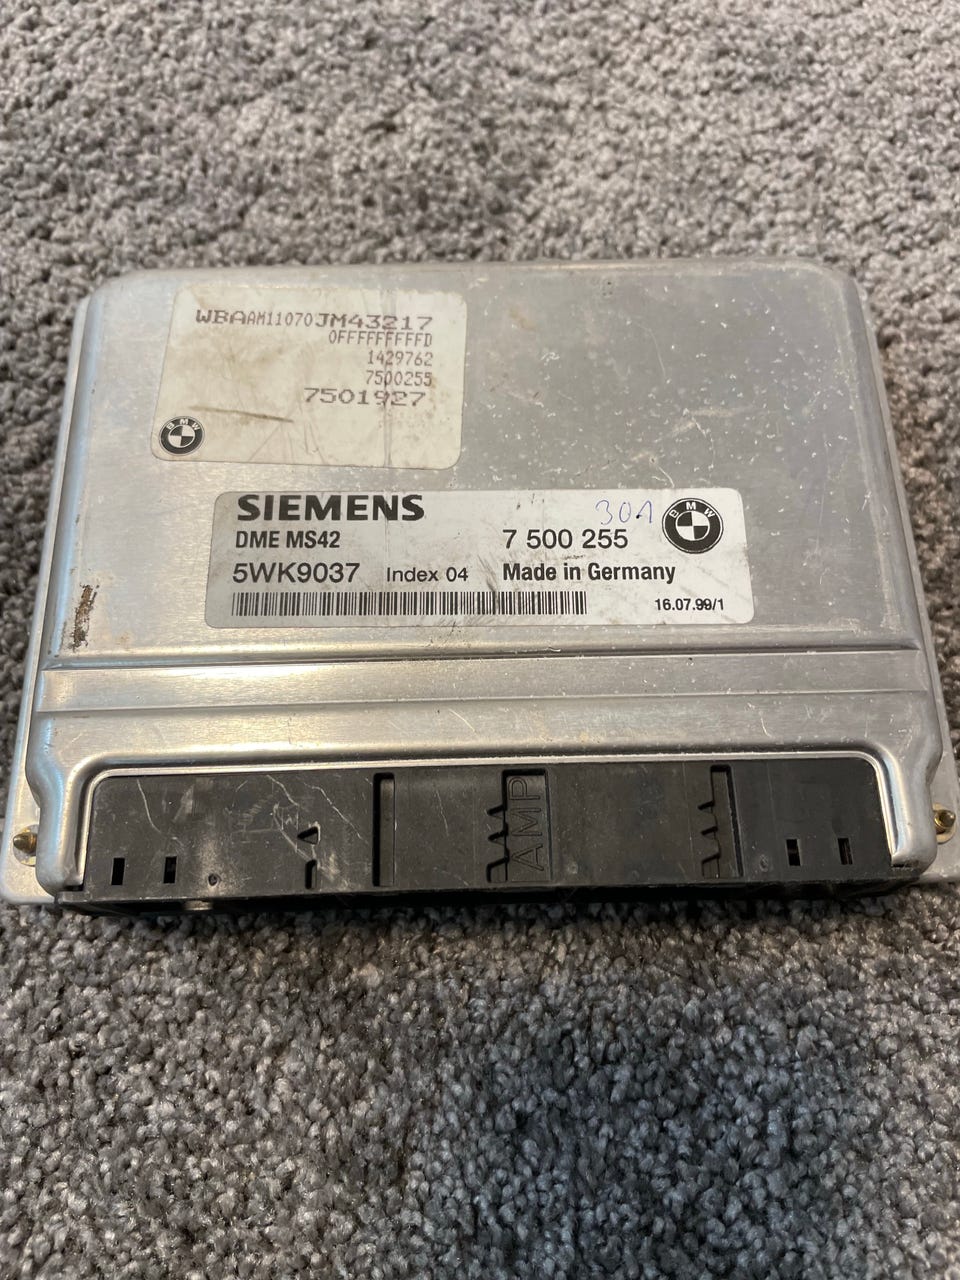 WBAAM11070JM43217
0FFFFFFFFFD
1429762
7500255
7501927
BMW
SIEMENS
301
BMW
DME MS42
7 500 255
5WK9037 Index 04
Made in Germany
16.07.99/1
AMP